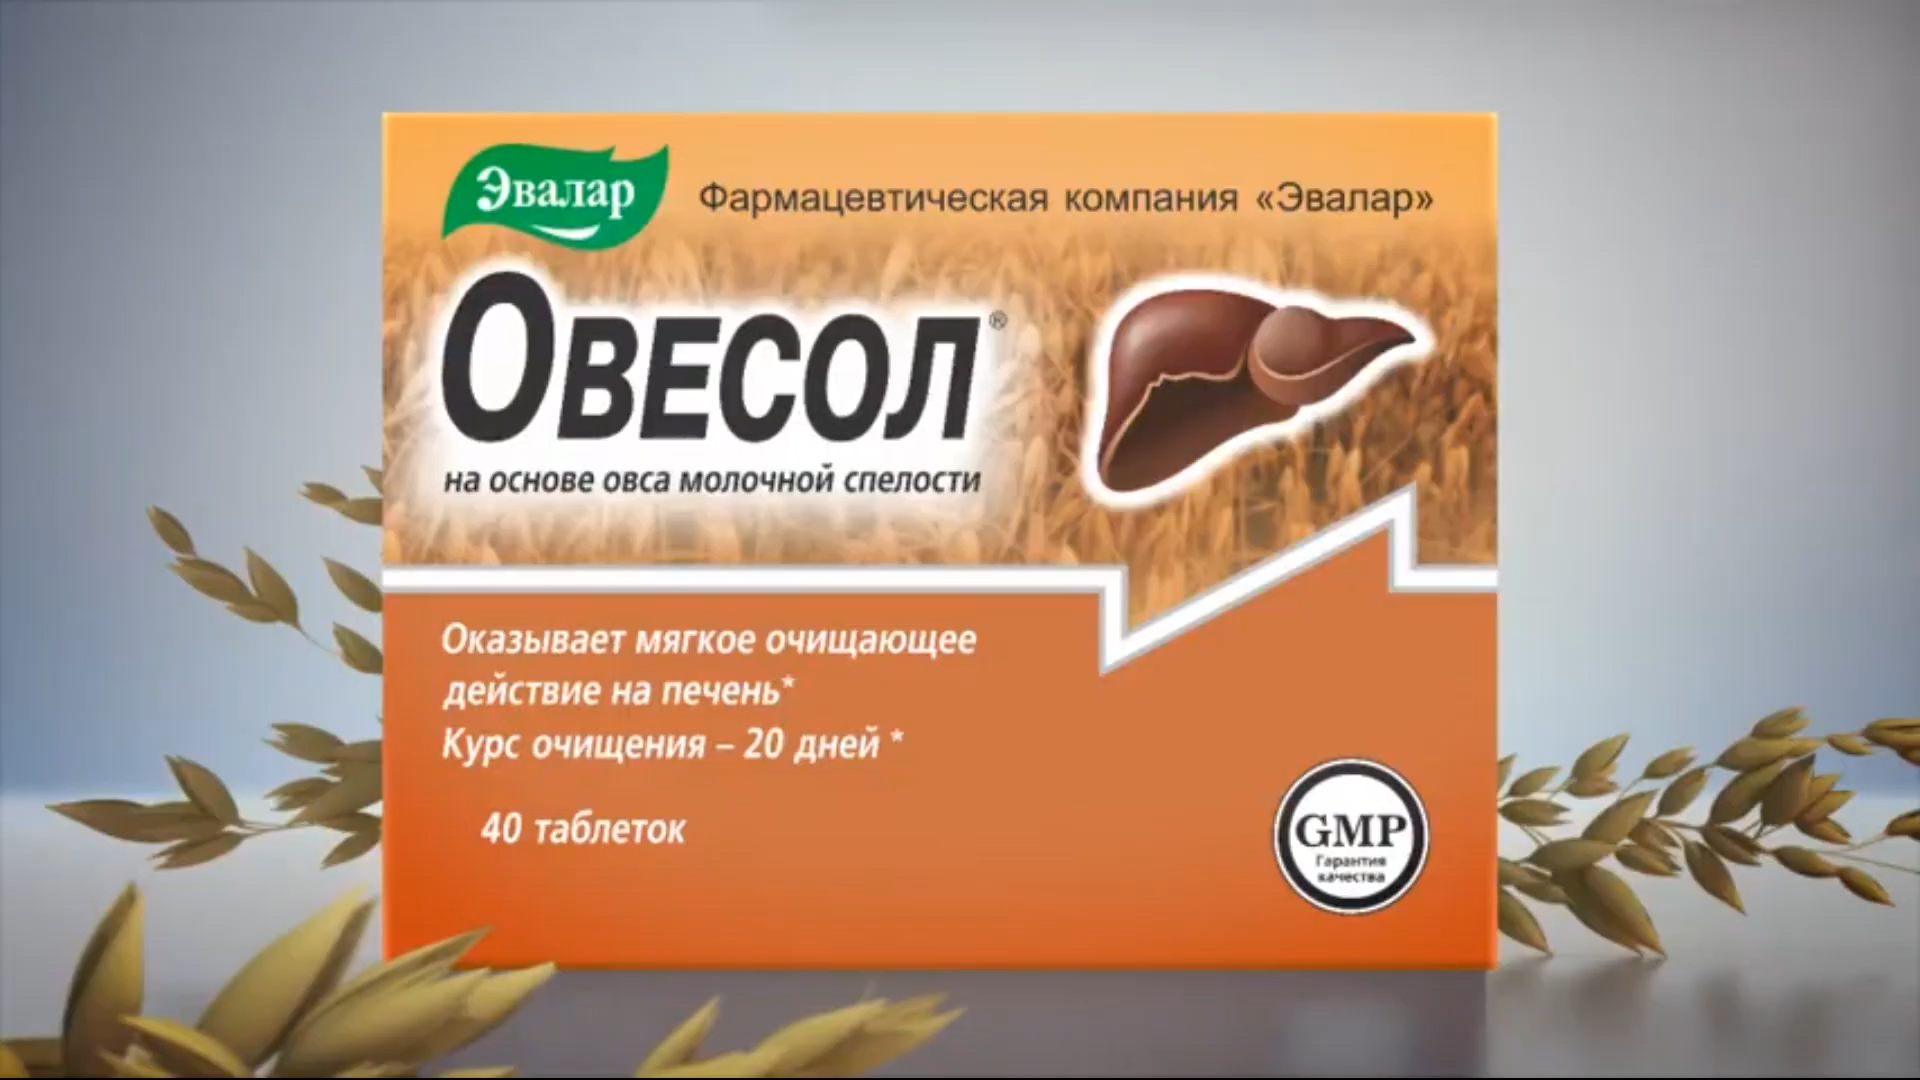 Эвалар
Фармацевтическая компания «Эвалар»
Овесол®
на основе овса молочной спелости
Оказывает мягкое очищающее
действие на печень*
Курс очищения – 20 дней *
40 таблеток
GMP
Гарантия
качества